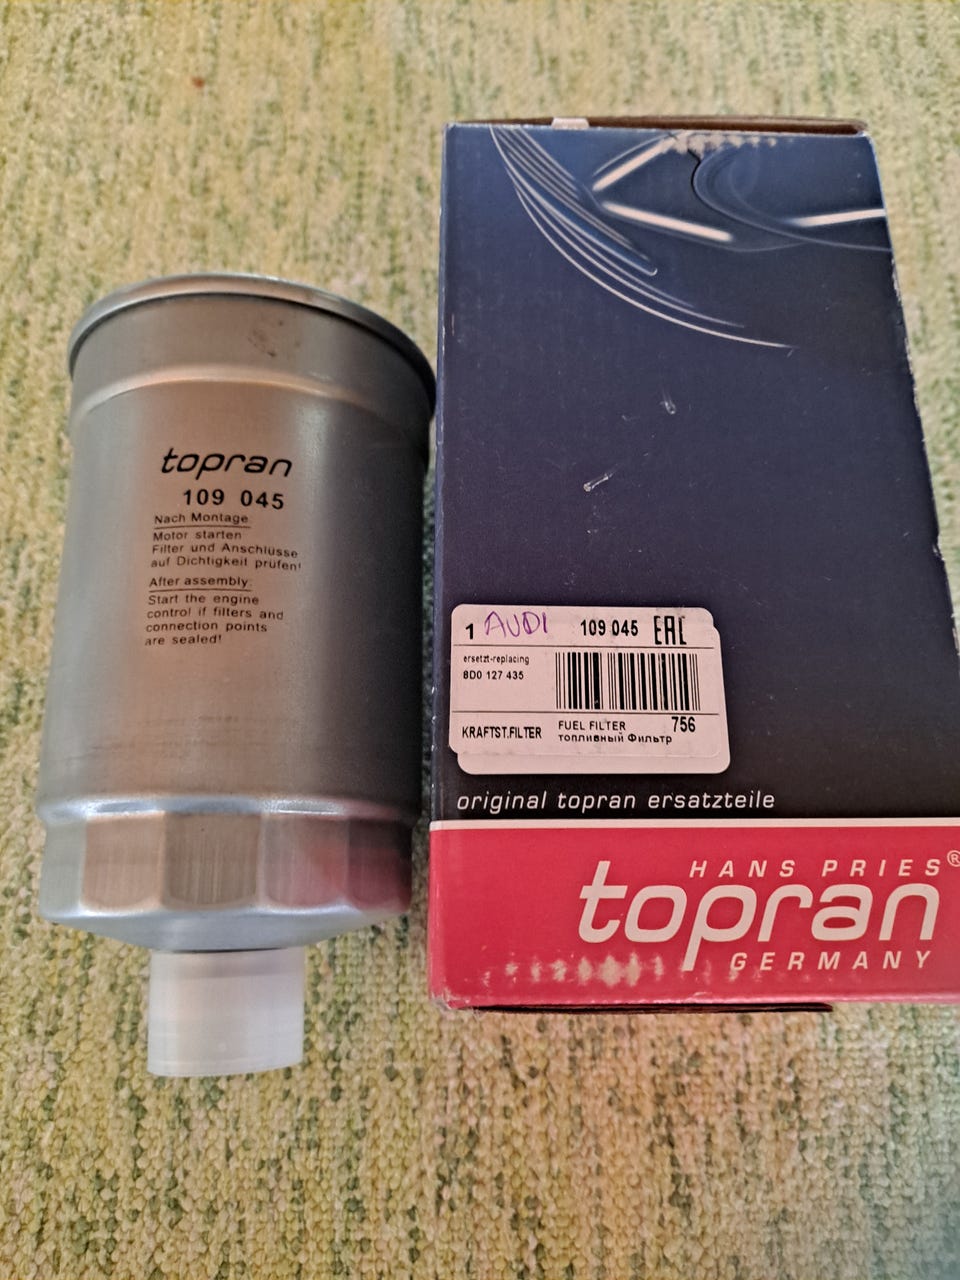 topran
109 045
Nach Montage:
Motor starten
Filter und Anschlüsse
auf Dichtigkeit prüfen!
After assembly:
Start the engine
control if filters and
connection points
are sealed!
1 AUDI 109 045 EAC
ersetzt-replacing
8D0 127 435
KRAFTST.FILTER
FUEL FILTER 756
топливный Фильтр
original topran ersatzteile
HANS PRIES®
topran
GERMANY